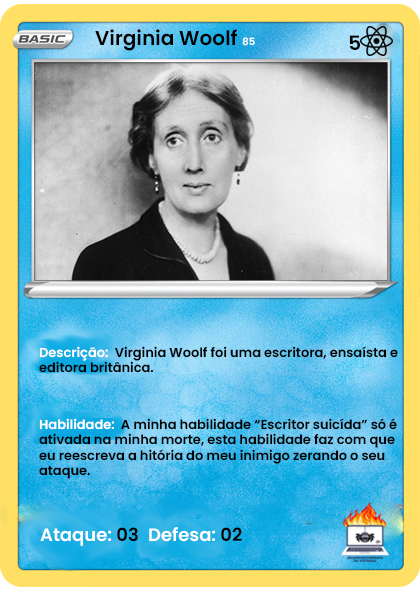 BASIC Virginia Woolf 85 5
Descrição: Virginia Woolf foi uma escritora, ensaísta e
editora britânica.
Habilidade: A minha habilidade “Escritor suicída” só é
ativada na minha morte, esta habilidade faz com que
eu reescreva a hitória do meu inimigo zerando o seu
ataque.
Ataque: 03 Defesa: 02